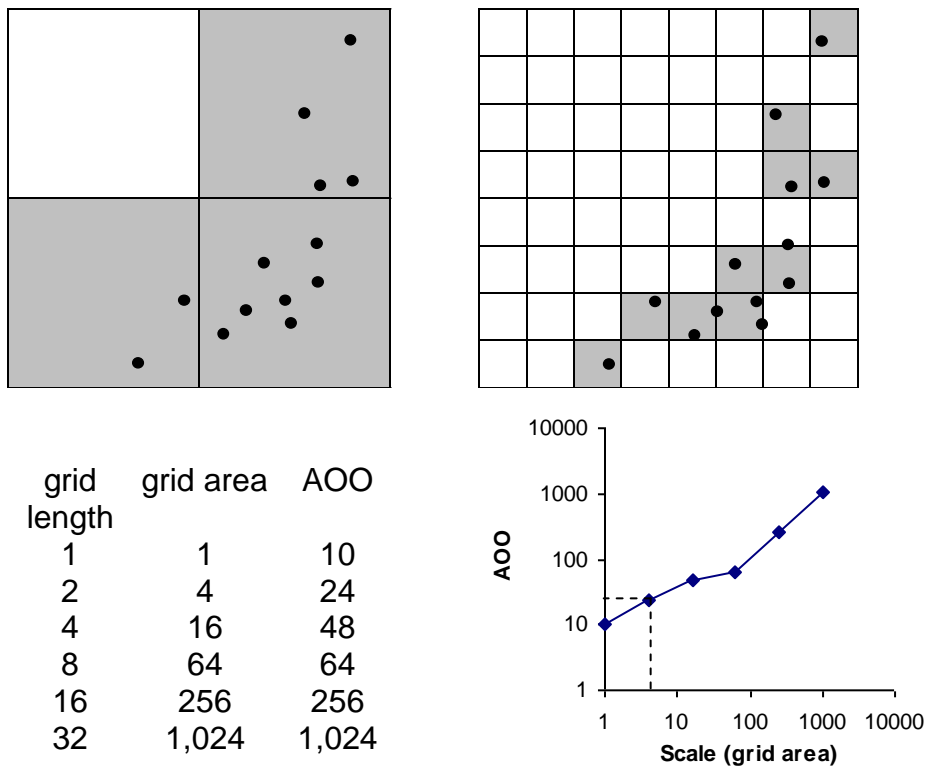 grid grid area AOO
length
1 1 10
2 4 24
4 16 48
8 64 64
16 256 256
32 1,024 1,024
10000
1000
100
10
1
AOO
1 10 100 1000 10000
Scale (grid area)